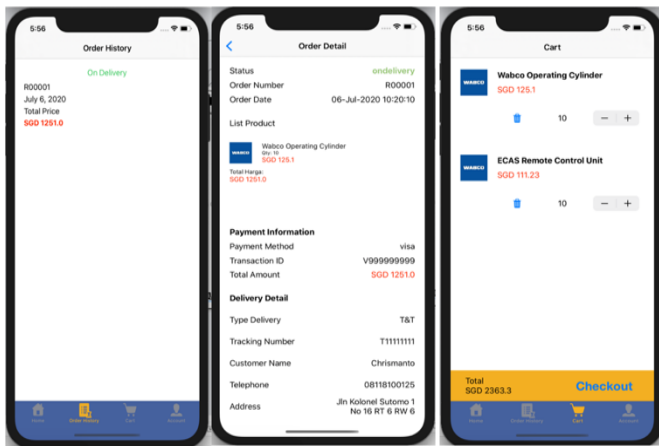 5:56
Order History
On Delivery
R00001
July 6, 2020
Total Price
SGD 1251.0
Home
Order History
Cart
Account
5:56
Order Detail
Status ondelivery
Order Number R00001
Order Date 06-Jul-2020 10:20:10
List Product
WABCO
Wabco Operating Cylinder
Qty: 10
SGD 125.1
Total Harga:
SGD 1251.0
Payment Information
Payment Method visa
Transaction ID V999999999
Total Amount SGD 1251.0
Delivery Detail
Type Delivery T&T
Tracking Number T11111111
Customer Name Chrismanto
Telephone 08118100125
Address Jln Kolonel Sutomo 1
No 16 RT 6 RW 6
5:56
Cart
WABCO
Wabco Operating Cylinder
SGD 125.1
10 − +
WABCO
ECAS Remote Control Unit
SGD 111.23
10 − +
Total
SGD 2363.3
Checkout
Home
Order History
Cart
Account